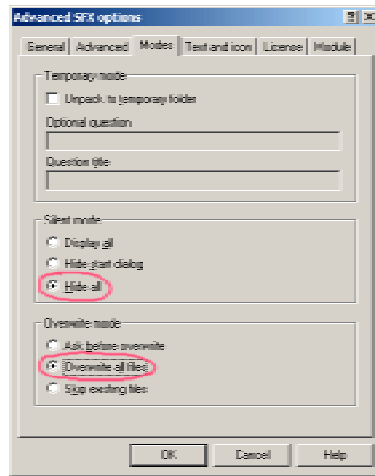 Advanced SFX options
General Advanced Modes Text and icon License Module
Temporary mode
Unpack to temporary folder
Optional question
Question title
Silent mode
Display all
Hide start dialog
Hide all
Overwrite mode
Ask before overwrite
Overwrite all files
Skip existing files
OK Cancel Help